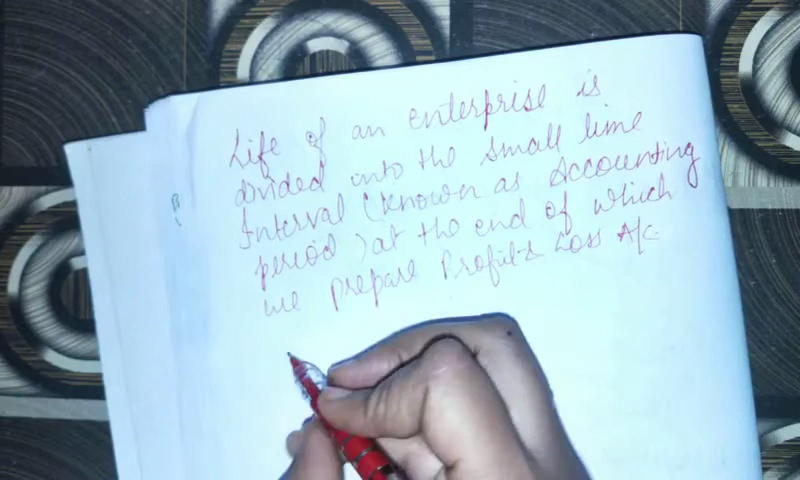 Life of an enterprise is
divided into the small time
Interval (known as Accounting
period) at the end of which
we prepare Profit & Loss A/c.